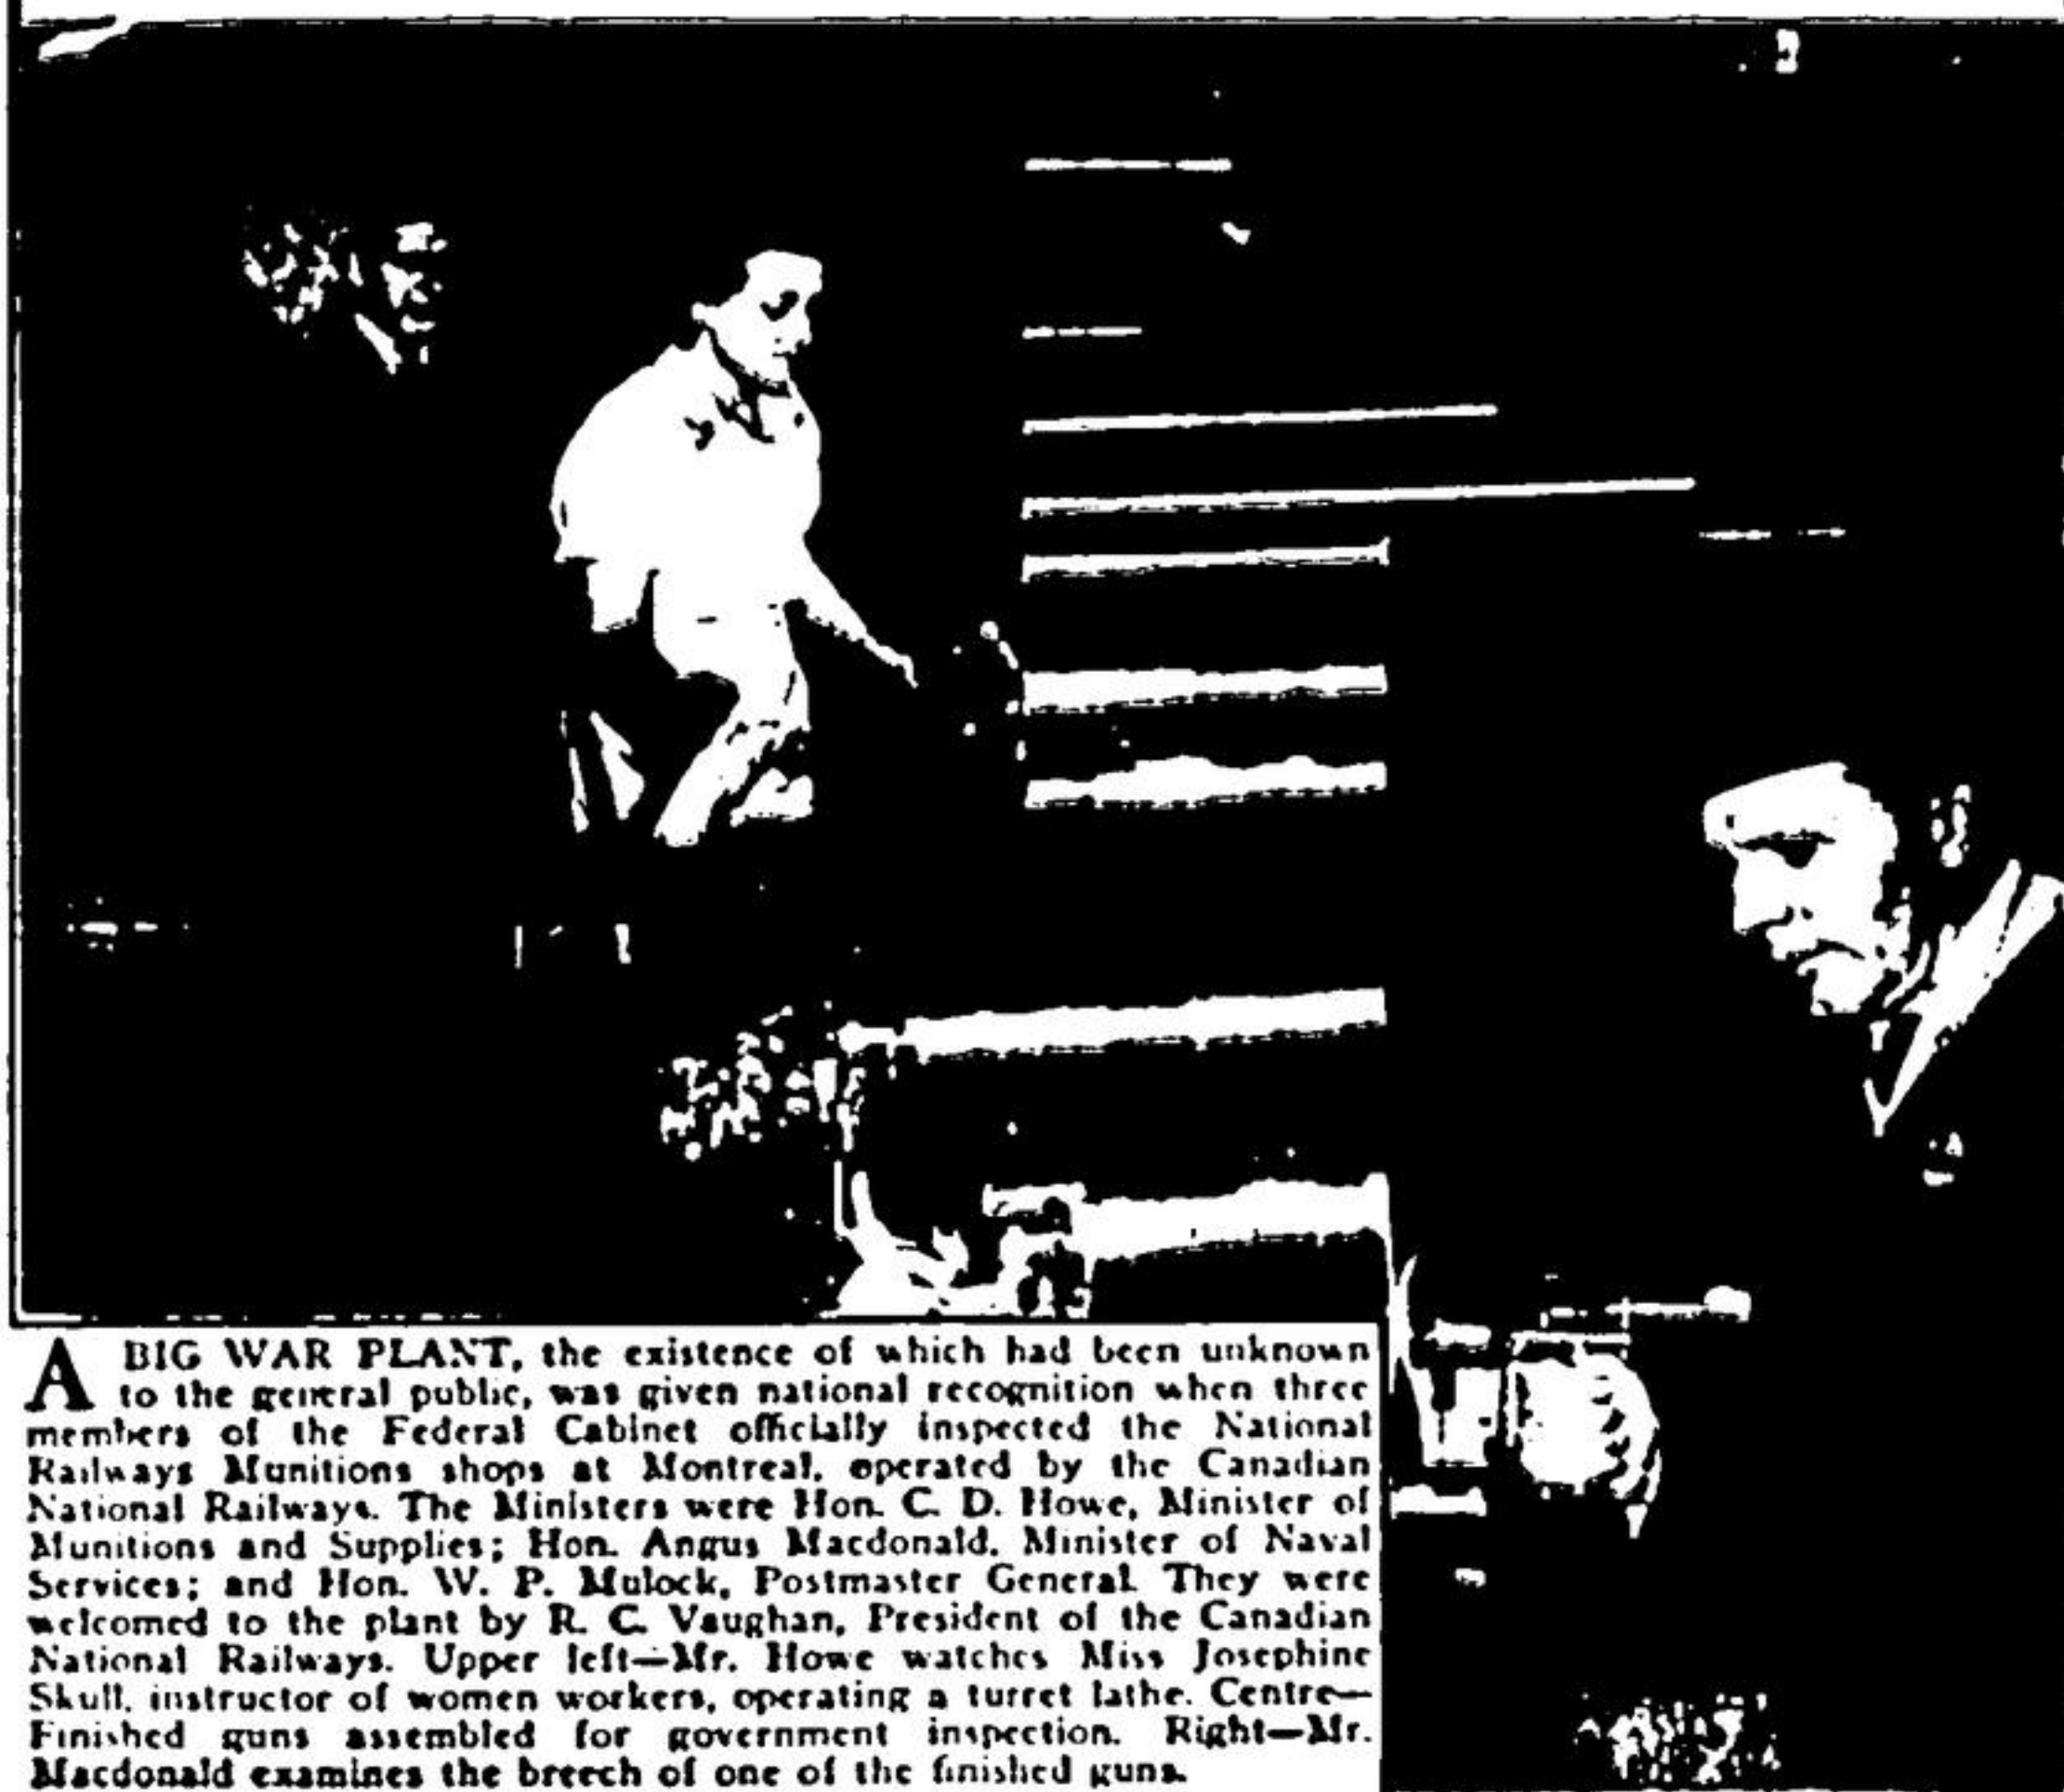 A BIG WAR PLANT, the existence of which had been unknown
to the general public, was given national recognition when three
members of the Federal Cabinet officially inspected the National
Railways Munitions shops at Montreal, operated by the Canadian
National Railways. The Ministers were Hon. C. D. Howe, Minister of
Munitions and Supplies; Hon. Angus Macdonald, Minister of Naval
Services; and Hon. W. P. Mulock, Postmaster General. They were
welcomed to the plant by R. C. Vaughan, President of the Canadian
National Railways. Upper left—Mr. Howe watches Miss Josephine
Skull, instructor of women workers, operating a turret lathe. Centre—
Finished guns assembled for government inspection. Right—Mr.
Macdonald examines the breech of one of the finished guns.